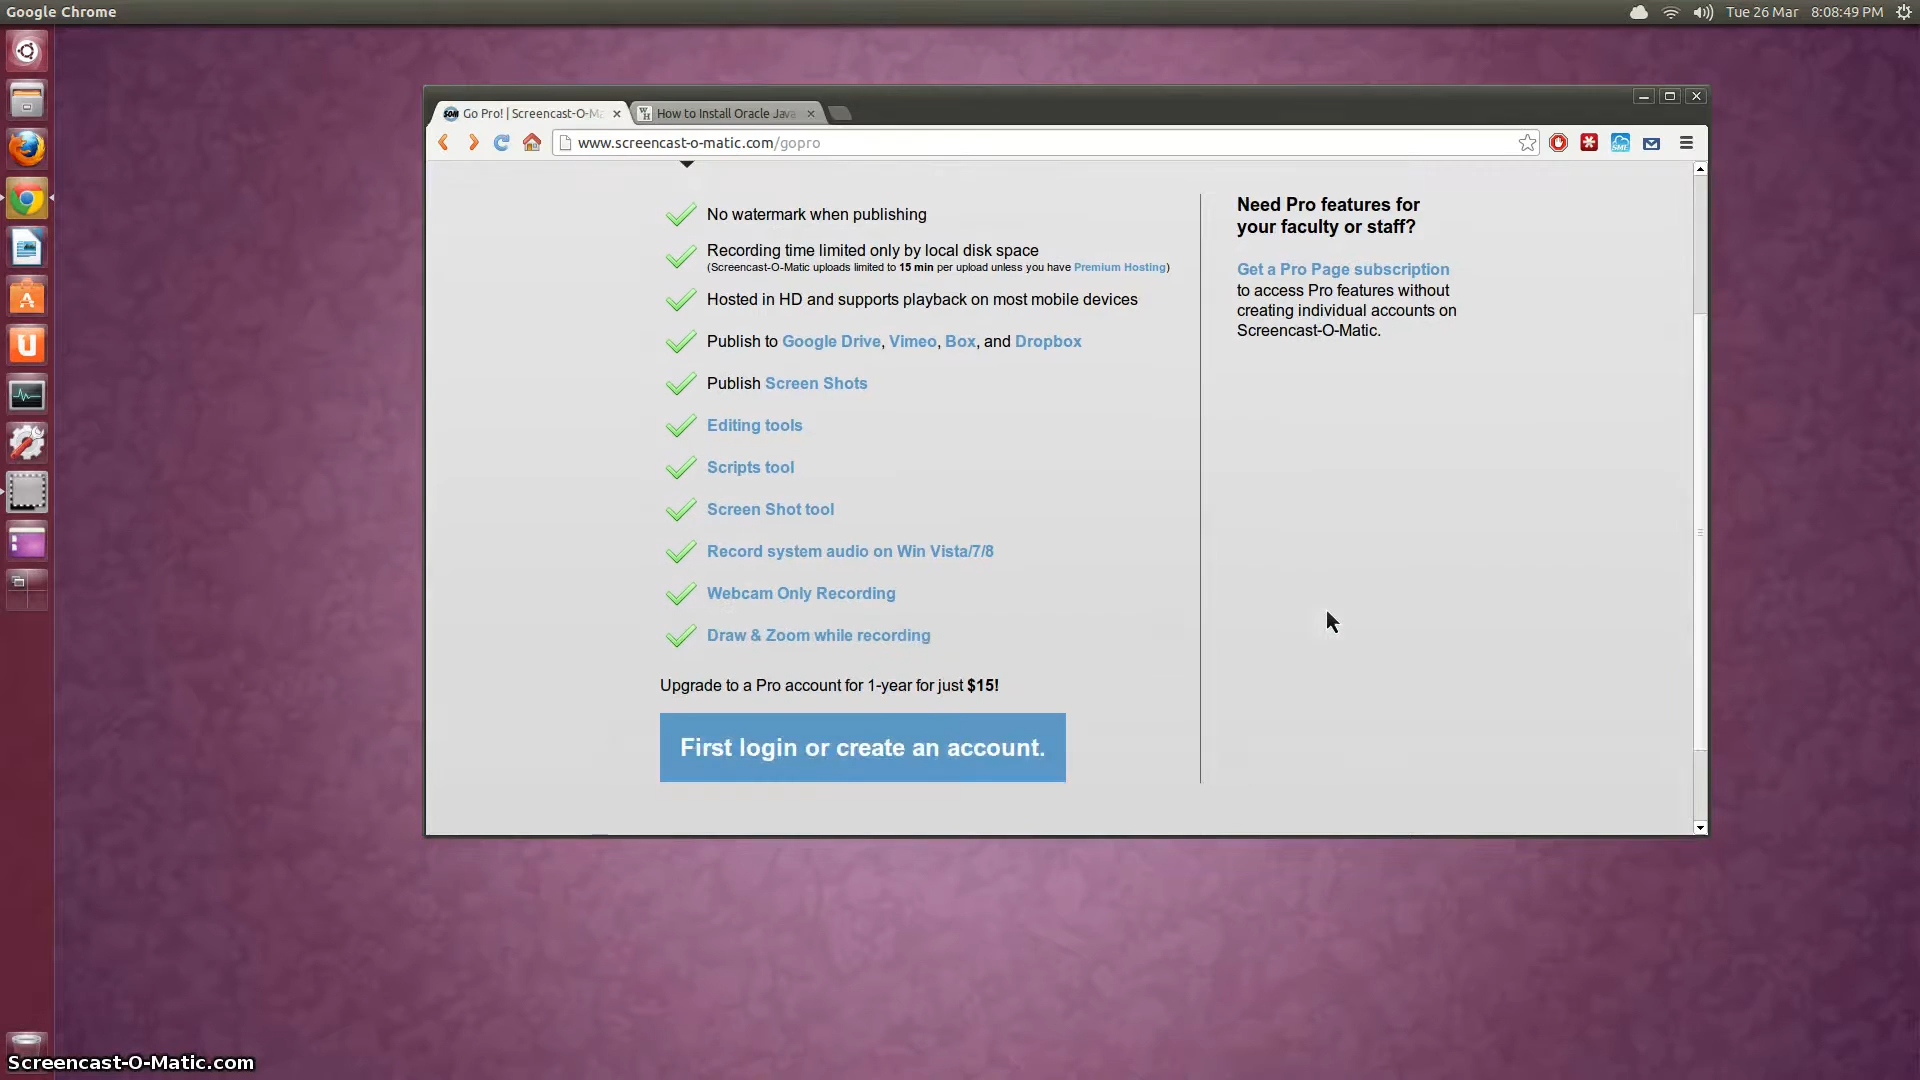 Google Chrome
Tue 26 Mar 8:08:49 PM
Go Pro! | Screencast-O-Ma
How to Install Oracle Java
www.screencast-o-matic.com/gopro
No watermark when publishing
Recording time limited only by local disk space
(Screencast-O-Matic uploads limited to 15 min per upload unless you have Premium Hosting)
Hosted in HD and supports playback on most mobile devices
Publish to Google Drive, Vimeo, Box, and Dropbox
Publish Screen Shots
Editing tools
Scripts tool
Screen Shot tool
Record system audio on Win Vista/7/8
Webcam Only Recording
Draw & Zoom while recording
Upgrade to a Pro account for 1-year for just $15!
First login or create an account.
Need Pro features for
your faculty or staff?
Get a Pro Page subscription
to access Pro features without
creating individual accounts on
Screencast-O-Matic.
Screencast-O-Matic.com